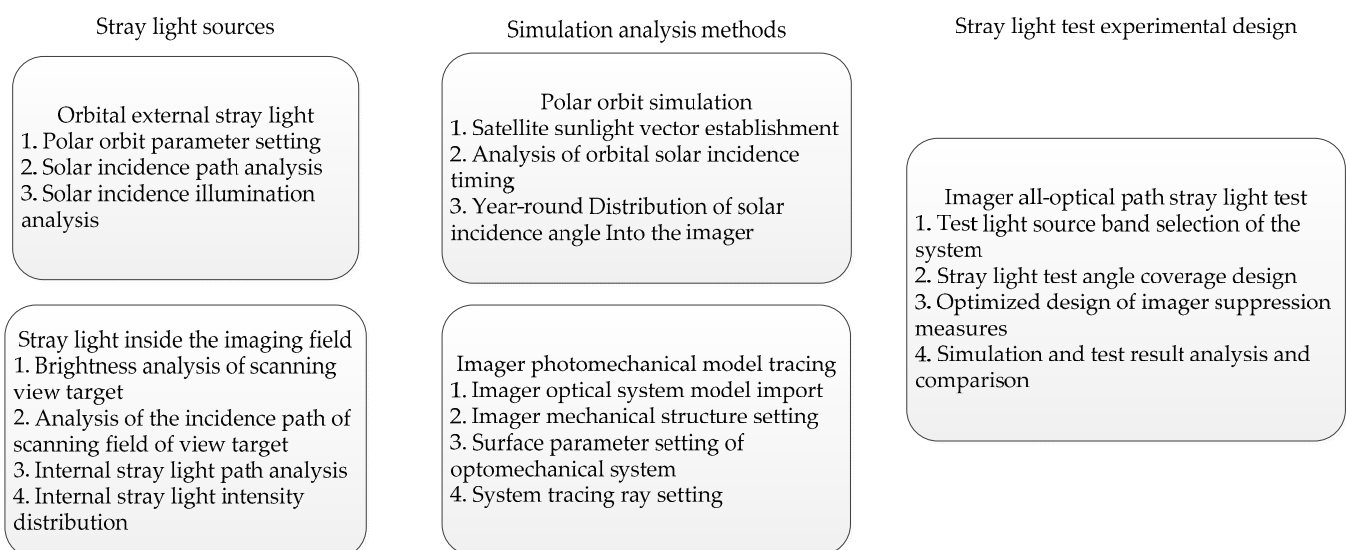 Stray light sources
Orbital external stray light
1. Polar orbit parameter setting
2. Solar incidence path analysis
3. Solar incidence illumination
analysis
Stray light inside the imaging field
1. Brightness analysis of scanning
view target
2. Analysis of the incidence path of
scanning field of view target
3. Internal stray light path analysis
4. Internal stray light intensity
distribution
Simulation analysis methods
Polar orbit simulation
1. Satellite sunlight vector establishment
2. Analysis of orbital solar incidence
timing
3. Year-round Distribution of solar
incidence angle Into the imager
Imager photomechanical model tracing
1. Imager optical system model import
2. Imager mechanical structure setting
3. Surface parameter setting of
optomechanical system
4. System tracing ray setting
Stray light test experimental design
Imager all-optical path stray light test
1. Test light source band selection of the
system
2. Stray light test angle coverage design
3. Optimized design of imager suppression
measures
4. Simulation and test result analysis and
comparison